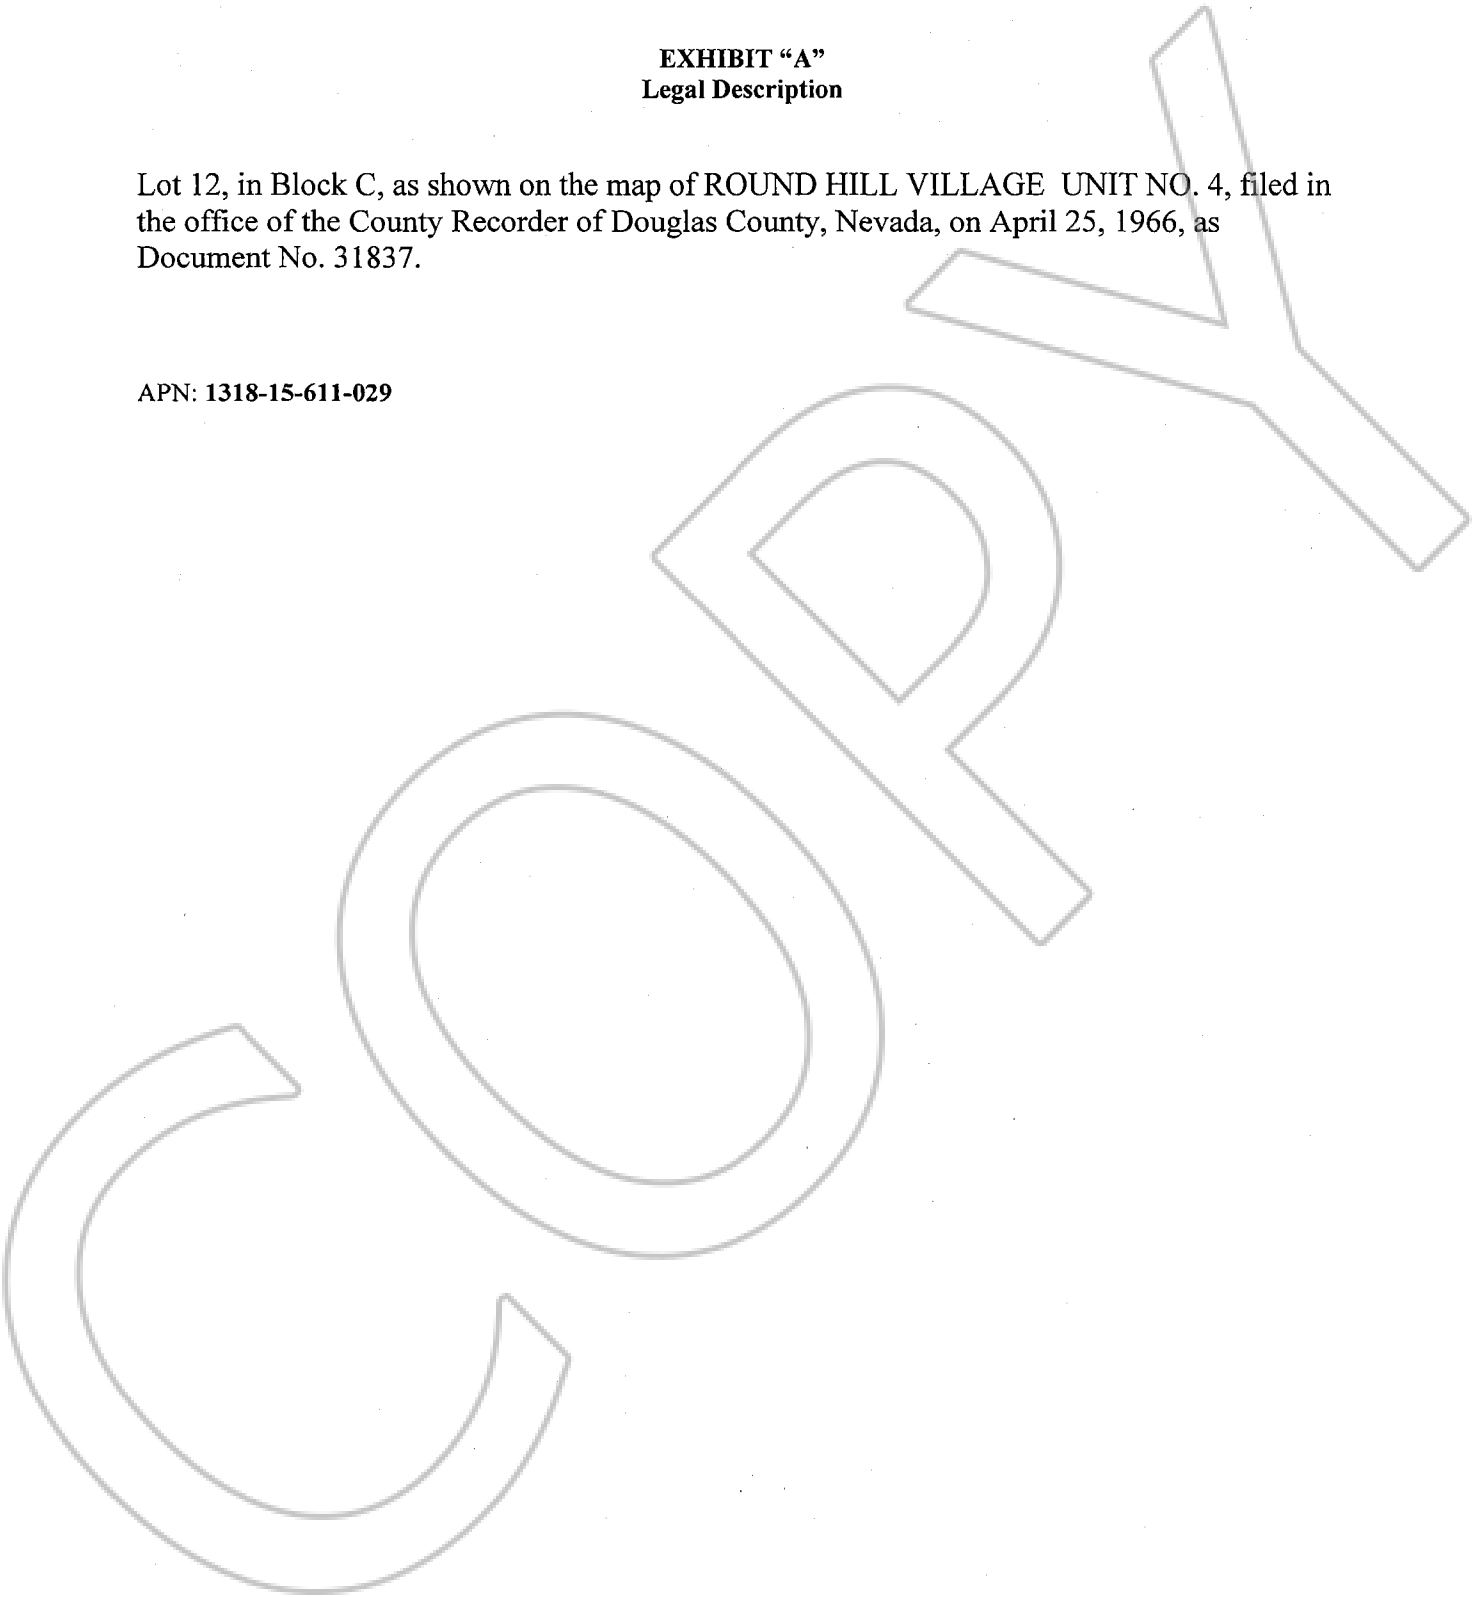 EXHIBIT “A”
Legal Description
Lot 12, in Block C, as shown on the map of ROUND HILL VILLAGE UNIT NO. 4, filed in
the office of the County Recorder of Douglas County, Nevada, on April 25, 1966, as
Document No. 31837.
APN: 1318-15-611-029
COPY